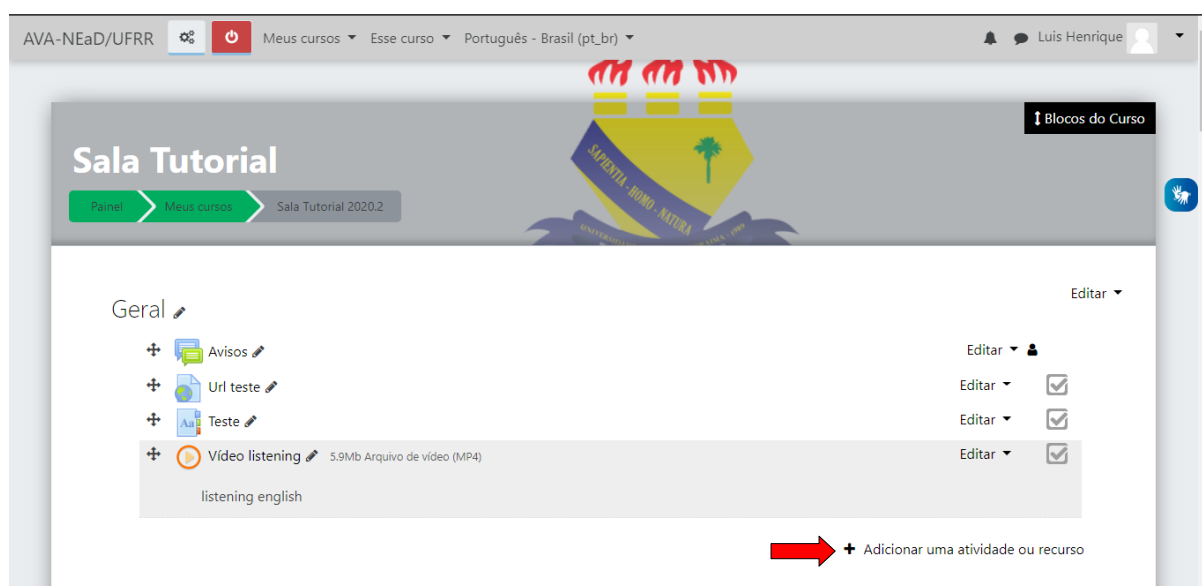 AVA-NEaD/UFRR Meus cursos Esse curso Português - Brasil (pt_br) Luis Henrique
Blocos do Curso
Sala Tutorial
Painel Meus cursos Sala Tutorial 2020.2
SAPIENTIA - HOMO - NATURA
Editar
Geral
Avisos Editar
Url teste Editar
Aa Teste Editar
Vídeo listening 5.9Mb Arquivo de vídeo (MP4) Editar
listening english
+ Adicionar uma atividade ou recurso